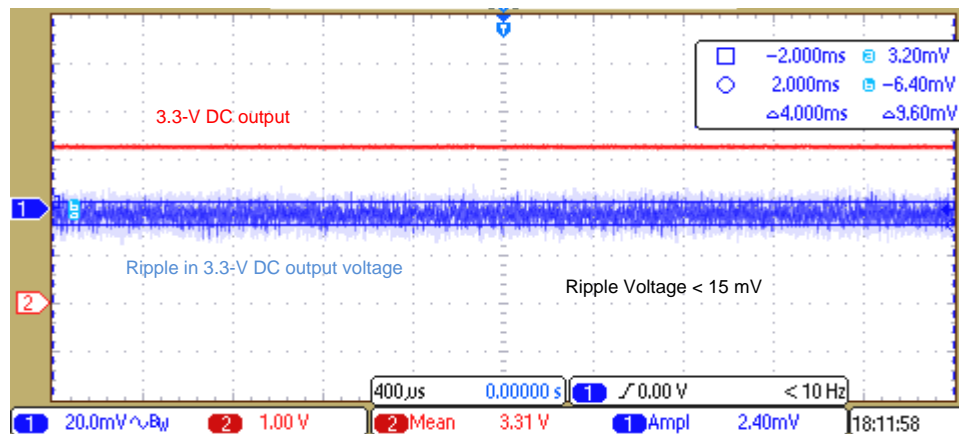 T
−2.000ms a 3.20mV
2.000ms b −6.40mV
△4.000ms △9.60mV
3.3-V DC output
1
Ripple in 3.3-V DC output voltage
Ripple Voltage < 15 mV
2
400µs 0.00000 s 1 0.00 V < 10 Hz
1 20.0mV BW 2 1.00 V 2 Mean 3.31 V 1 Ampl 2.40mV 18:11:58